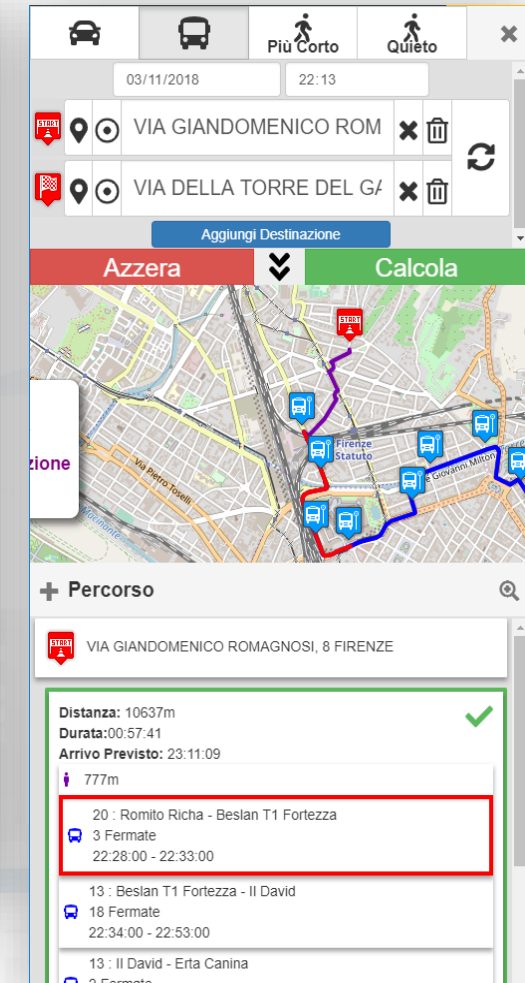 Più Corto
Quieto
03/11/2018
22:13
START
VIA GIANDOMENICO ROM
VIA DELLA TORRE DEL GA
Aggiungi Destinazione
Azzera
Calcola
START
zione
Firenze
Statuto
Via Pietro Toselli
Giovanni Milton
Macinante
Percorso
START
VIA GIANDOMENICO ROMAGNOSI, 8 FIRENZE
Distanza: 10637m
Durata:00:57:41
Arrivo Previsto: 23:11:09
777m
20 : Romito Richa - Beslan T1 Fortezza
3 Fermate
22:28:00 - 22:33:00
13 : Beslan T1 Fortezza - Il David
18 Fermate
22:34:00 - 22:53:00
13 : Il David - Erta Canina
Fermate